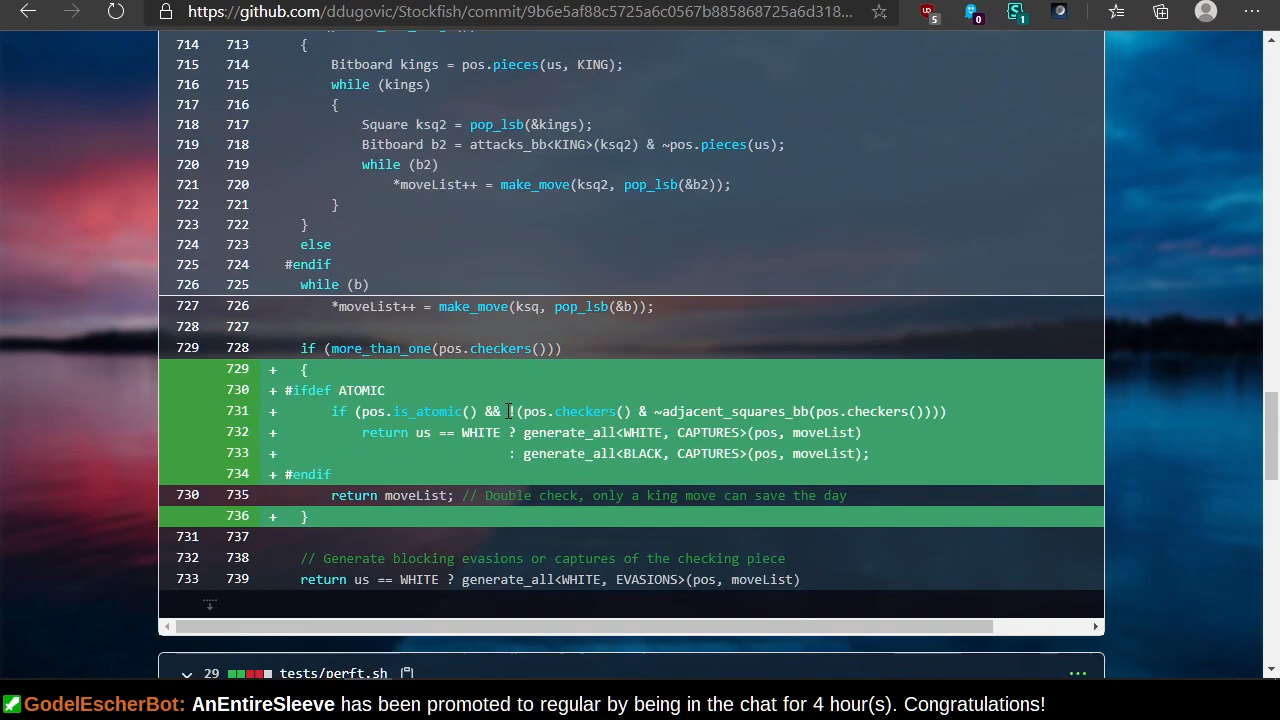 https://github.com/ddugovic/Stockfish/commit/9b6e5af88c5725a6c0567b885868725a6d318... 5 0 1
714 713 {
715 714 Bitboard kings = pos.pieces(us, KING);
716 715 while (kings)
717 716 {
718 717 Square ksq2 = pop_lsb(&kings);
719 718 Bitboard b2 = attacks_bb<KING>(ksq2) & ~pos.pieces(us);
720 719 while (b2)
721 720 *moveList++ = make_move(ksq2, pop_lsb(&b2));
722 721 }
723 722 }
724 723 else
725 724 #endif
726 725 while (b)
727 726 *moveList++ = make_move(ksq, pop_lsb(&b));
728 727
729 728 if (more_than_one(pos.checkers()))
729 + {
730 + #ifdef ATOMIC
731 + if (pos.is_atomic() && !(pos.checkers() & ~adjacent_squares_bb(pos.checkers())))
732 + return us == WHITE ? generate_all<WHITE, CAPTURES>(pos, moveList)
733 + : generate_all<BLACK, CAPTURES>(pos, moveList);
734 + #endif
730 735 return moveList; // Double check, only a king move can save the day
736 + }
731 737
732 738 // Generate blocking evasions or captures of the checking piece
733 739 return us == WHITE ? generate_all<WHITE, EVASIONS>(pos, moveList)
29 tests/perft.sh
GodelEscherBot: AnEntireSleeve has been promoted to regular by being in the chat for 4 hour(s). Congratulations!